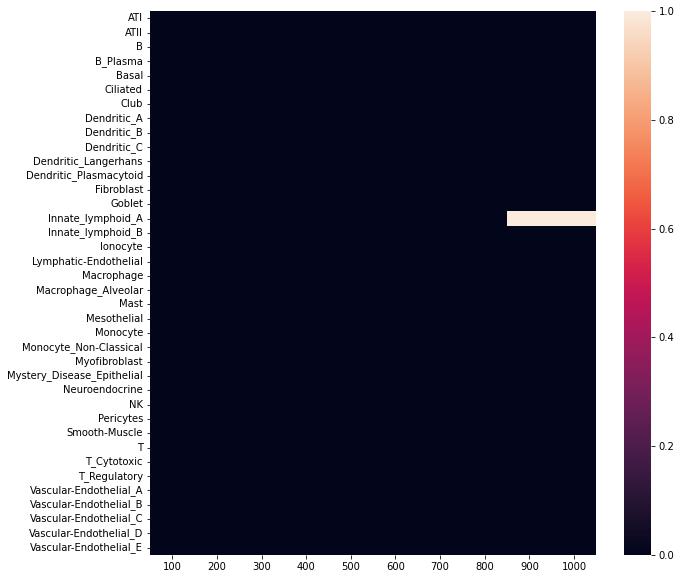 ATI
ATII
B
B_Plasma
Basal
Ciliated
Club
Dendritic_A
Dendritic_B
Dendritic_C
Dendritic_Langerhans
Dendritic_Plasmacytoid
Fibroblast
Goblet
Innate_lymphoid_A
Innate_lymphoid_B
Ionocyte
Lymphatic-Endothelial
Macrophage
Macrophage_Alveolar
Mast
Mesothelial
Monocyte
Monocyte_Non-Classical
Myofibroblast
Mystery_Disease_Epithelial
Neuroendocrine
NK
Pericytes
Smooth-Muscle
T
T_Cytotoxic
T_Regulatory
Vascular-Endothelial_A
Vascular-Endothelial_B
Vascular-Endothelial_C
Vascular-Endothelial_D
Vascular-Endothelial_E
100 200 300 400 500 600 700 800 900 1000
1.0
0.8
0.6
0.4
0.2
0.0